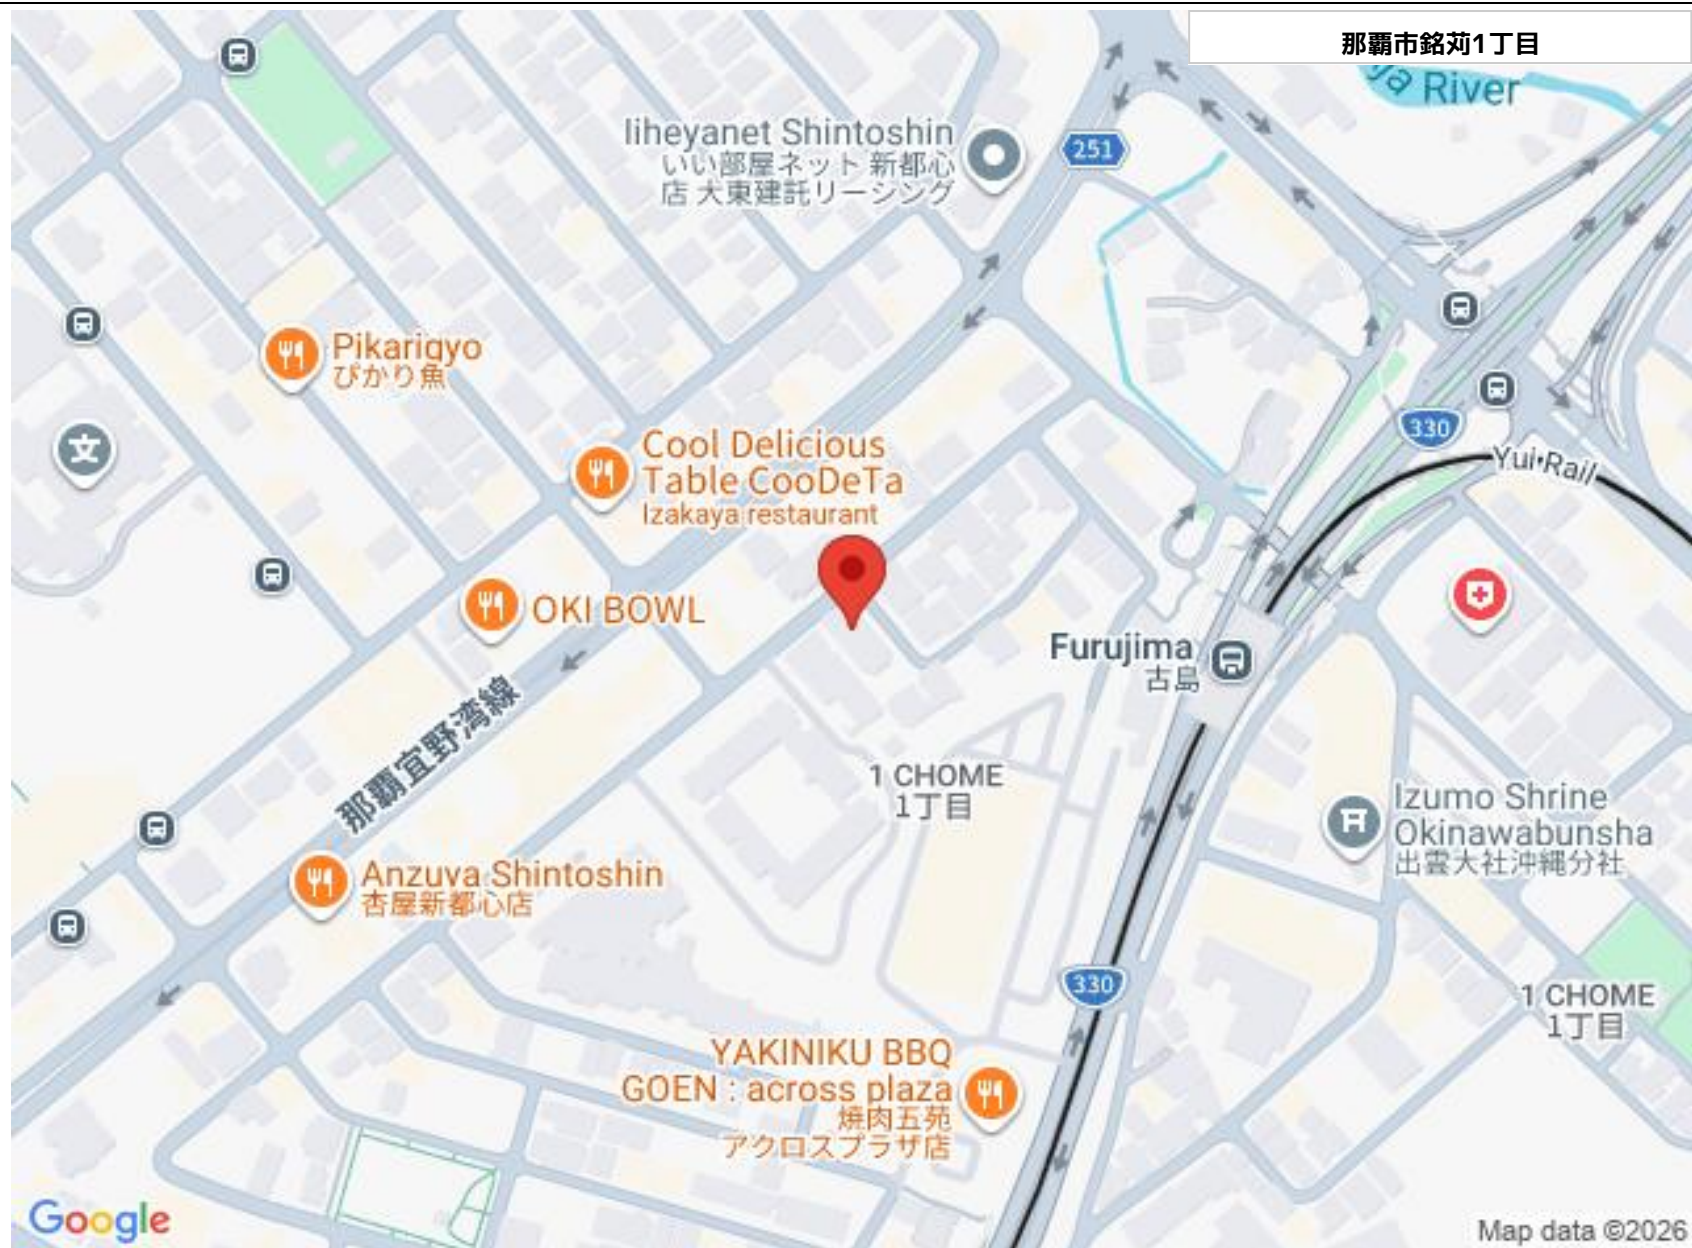 那覇市銘苅1丁目
ja River
Iiheyanet Shintoshin
いい部屋ネット 新都心
店 大東建託リーシング
251
Pikarigyo
ぴかり魚
文
Cool Delicious
Table CooDeTa
Izakaya restaurant
330
Yui Rail
OKI BOWL
Furujima
古島
那覇宜野湾線
1 CHOME
1丁目
Izumo Shrine
Okinawabunsha
出雲大社沖縄分社
Anzuya Shintoshin
杏屋新都心店
330
1 CHOME
1丁目
YAKINIKU BBQ
GOEN : across plaza
焼肉五苑
アクロスプラザ店
Google
Map data ©2026